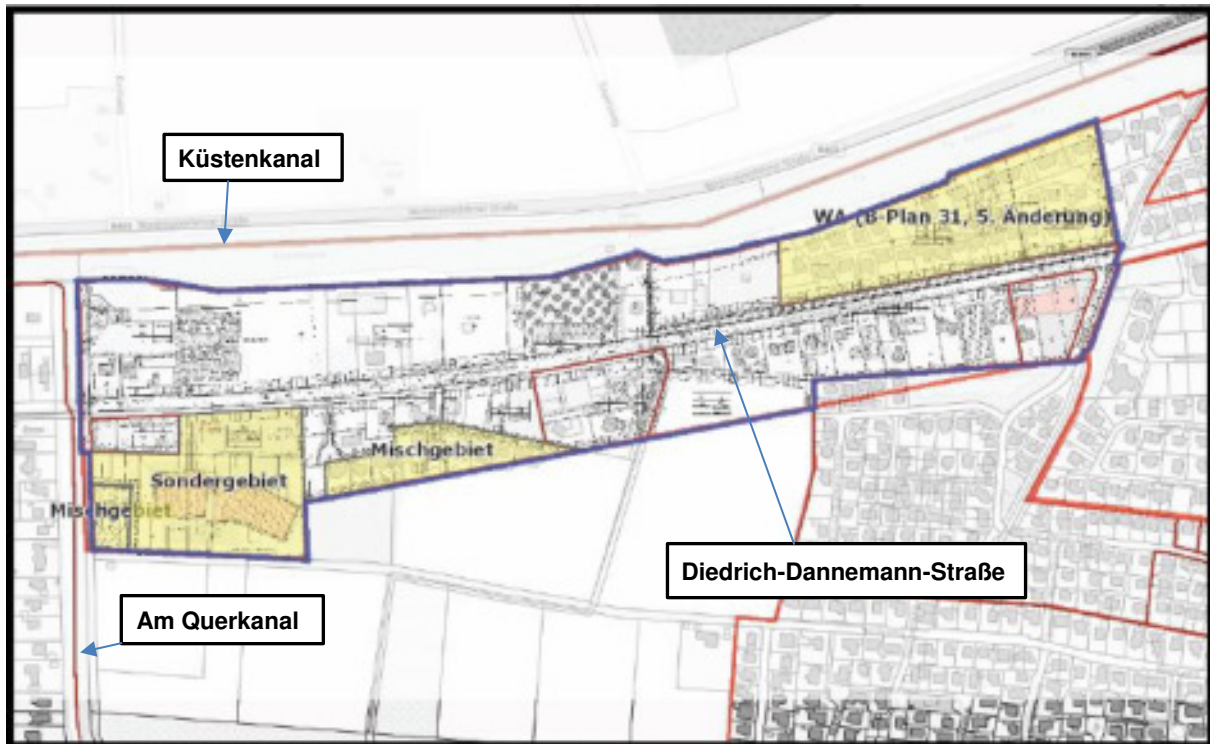 Küstenkanal
WA (B-Plan 31, 5. Änderung)
Mischgebiet
Sondergebiet
Mischgebiet
Diedrich-Dannemann-Straße
Am Querkanal